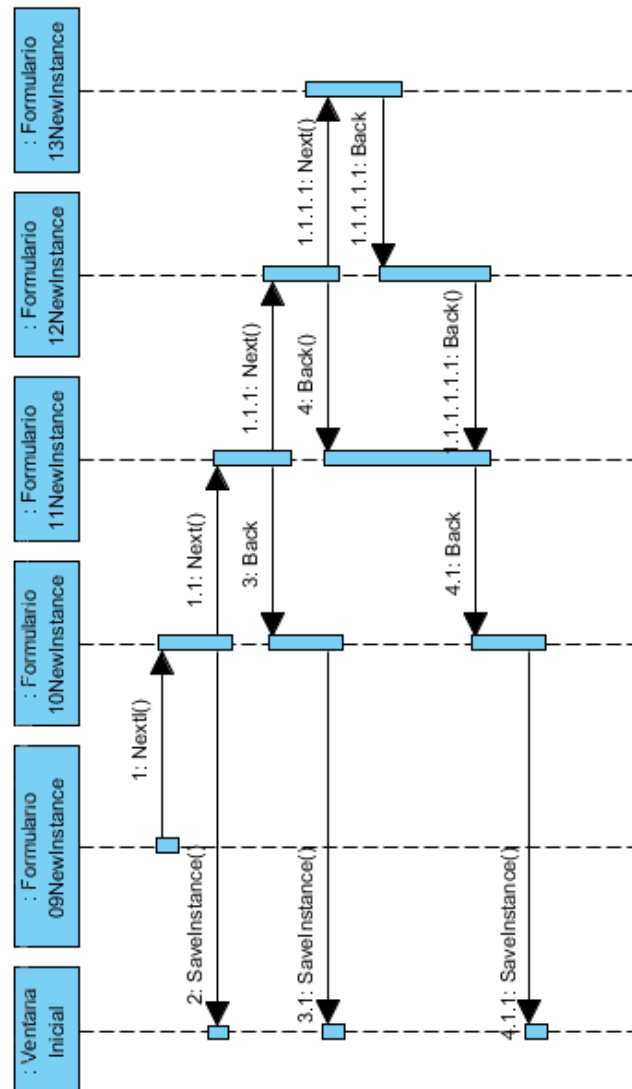 : Ventana
Inicial
: Formulario
09NewInstance
: Formulario
10NewInstance
: Formulario
11NewInstance
: Formulario
12NewInstance
: Formulario
13NewInstance
1: Nextl()
2: SaveInstance()
1.1: Next()
3: Back
1.1.1: Next()
3.1: SaveInstance()
4: Back()
1.1.1.1: Next()
1.1.1.1.1: Back
4.1: Back
1.1.1.1.1.1: Back()
4.1.1: SaveInstance()